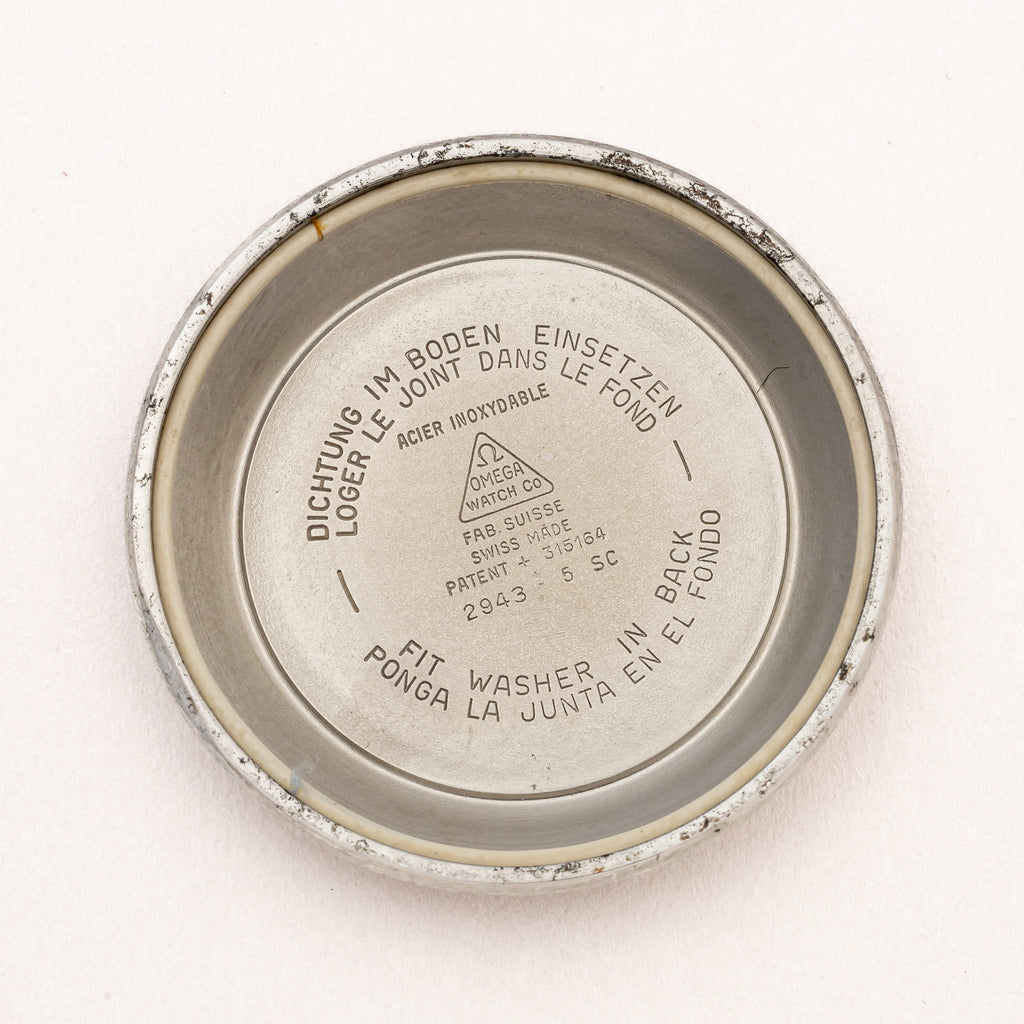 DICHTUNG IM BODEN EINSETZEN
LOGER LE JOINT DANS LE FOND
ACIER INOXYDABLE
Ω
OMEGA
WATCH CO
FAB. SUISSE
SWISS MADE
PATENT + 315164
2943 - 5 SC
FIT WASHER IN BACK
PONGA LA JUNTA EN EL FONDO